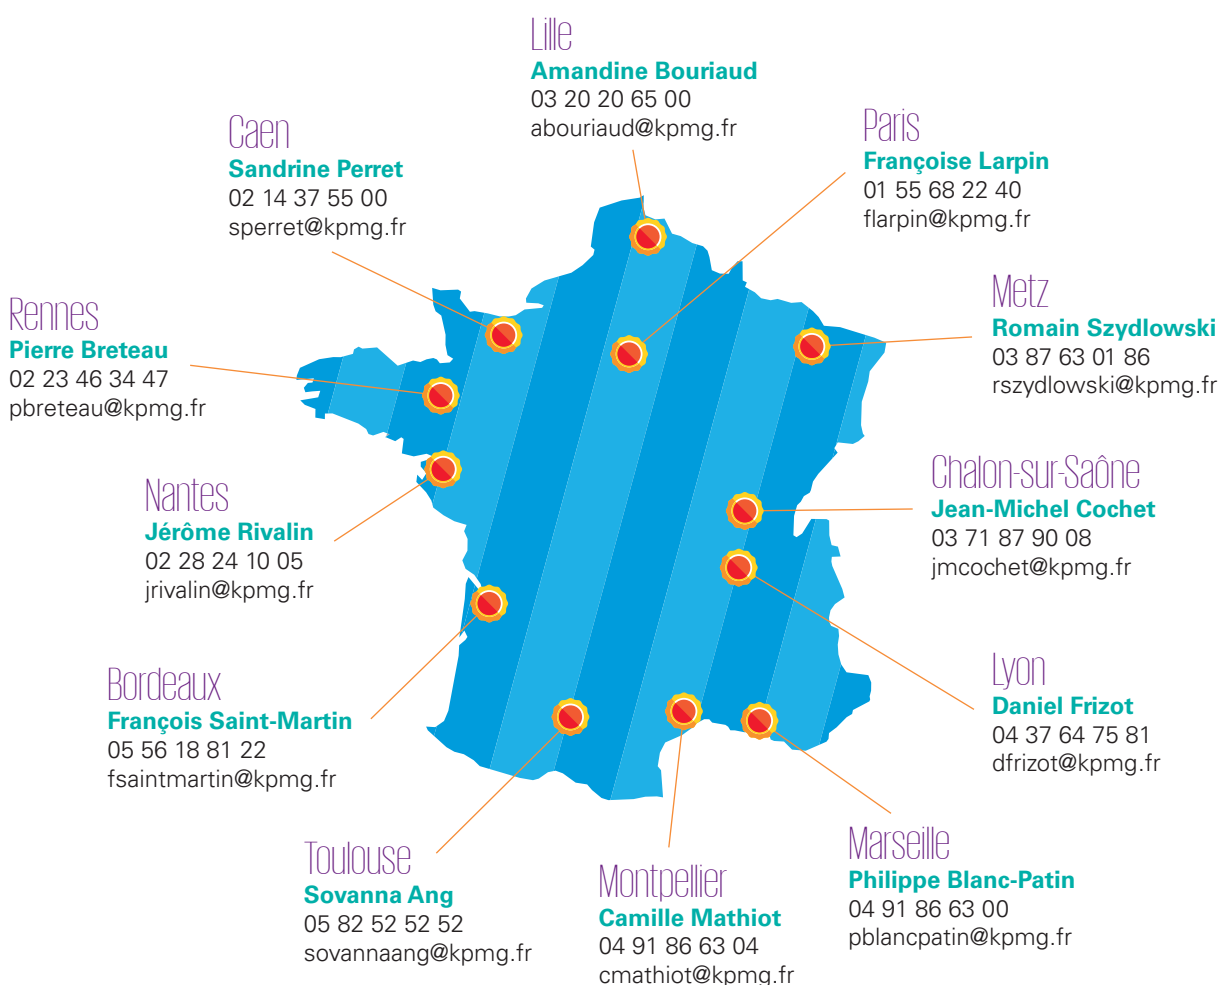 Lille
Amandine Bouriaud
03 20 20 65 00
abouriaud@kpmg.fr
Caen
Sandrine Perret
02 14 37 55 00
sperret@kpmg.fr
Paris
Françoise Larpin
01 55 68 22 40
flarpin@kpmg.fr
Rennes
Pierre Breteau
02 23 46 34 47
pbreteau@kpmg.fr
Metz
Romain Szydlowski
03 87 63 01 86
rszydlowski@kpmg.fr
Nantes
Jérôme Rivalin
02 28 24 10 05
jrivalin@kpmg.fr
Chalon-sur-Saône
Jean-Michel Cochet
03 71 87 90 08
jmcochet@kpmg.fr
Bordeaux
François Saint-Martin
05 56 18 81 22
fsaintmartin@kpmg.fr
Lyon
Daniel Frizot
04 37 64 75 81
dfrizot@kpmg.fr
Toulouse
Sovanna Ang
05 82 52 52 52
sovannaang@kpmg.fr
Montpellier
Camille Mathiot
04 91 86 63 04
cmathiot@kpmg.fr
Marseille
Philippe Blanc-Patin
04 91 86 63 00
pblancpatin@kpmg.fr